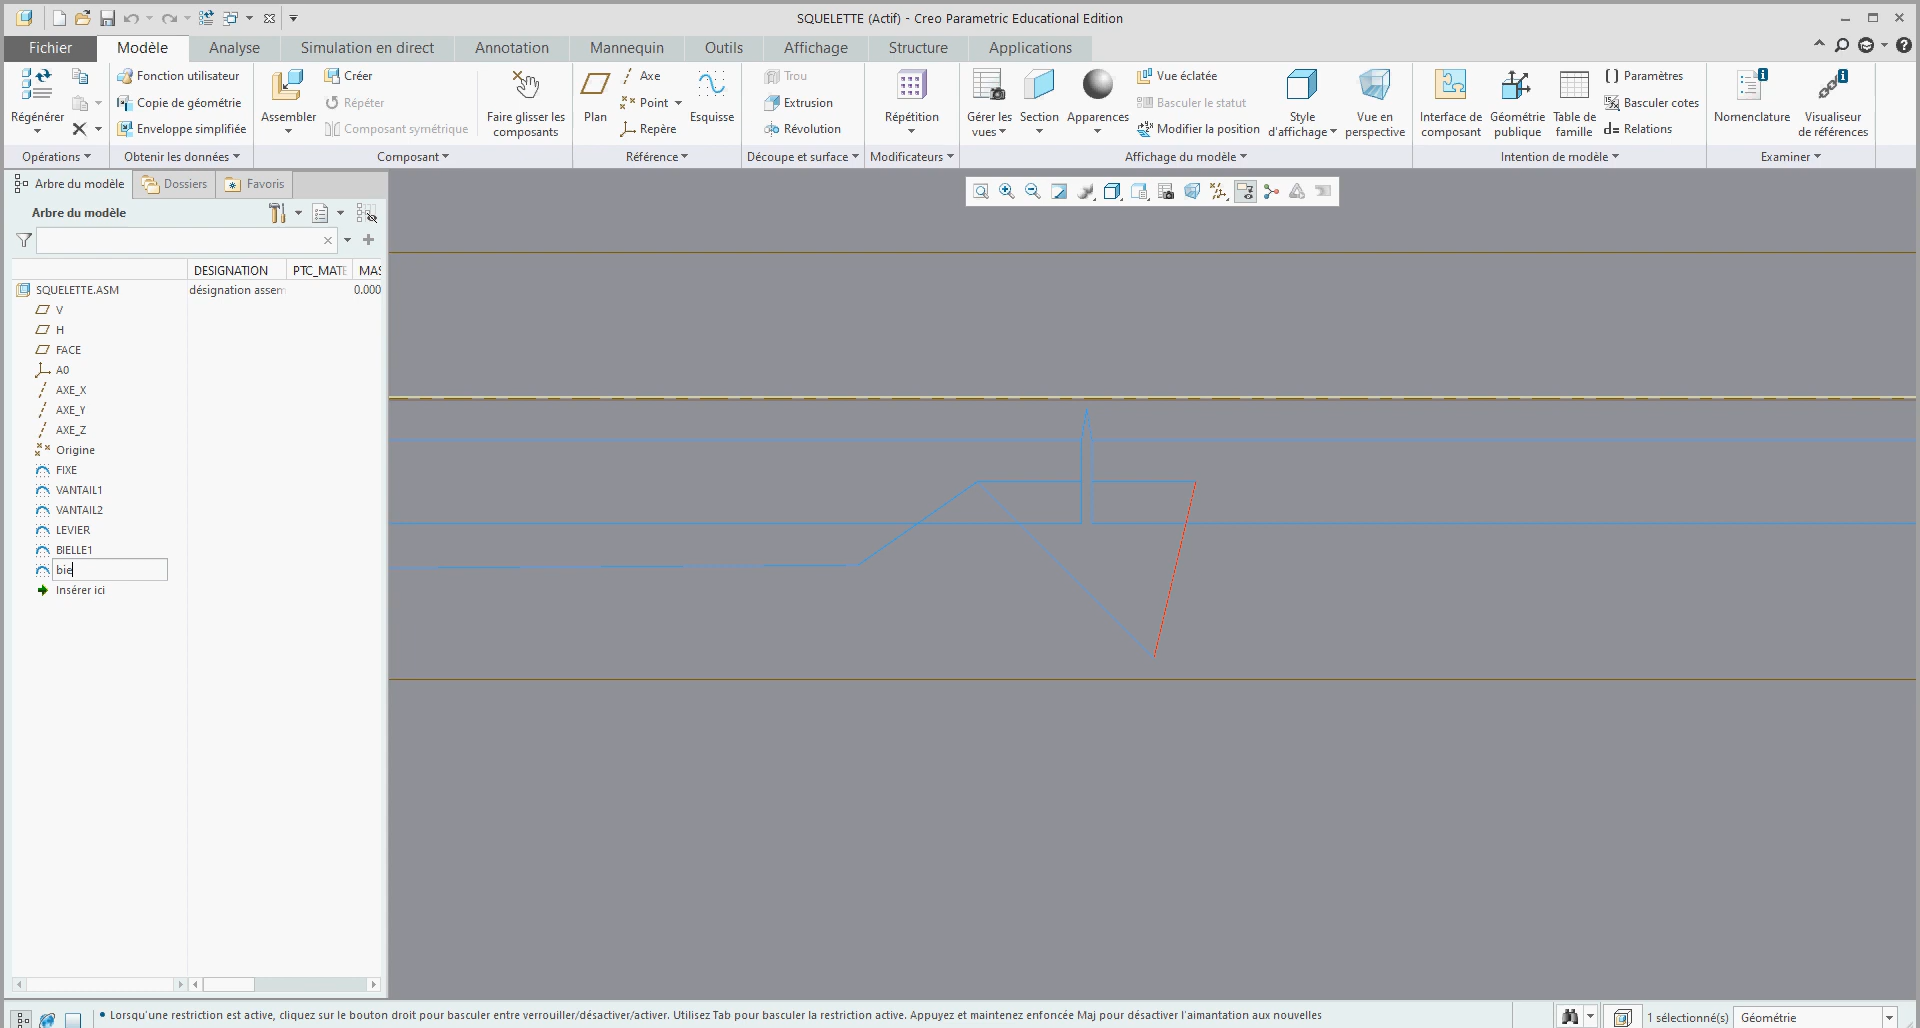 SQUELETTE (Actif) - Creo Parametric Educational Edition
Fichier Modèle Analyse Simulation en direct Annotation Mannequin Outils Affichage Structure Applications
Régénérer
Opérations
Fonction utilisateur
Copie de géométrie
Enveloppe simplifiée
Obtenir les données
Assembler
Créer
Répéter
Composant symétrique
Faire glisser les
composants
Composant
Plan
Axe
Point
Repère
Esquisse
Référence
Trou
Extrusion
Révolution
Découpe et surface
Répétition
Modificateurs
Gérer les
vues
Section
Apparences
Vue éclatée
Basculer le statut
Modifier la position
Style
d'affichage
Vue en
perspective
Affichage du modèle
Interface de
composant
Géométrie
publique
Table de
famille
Paramètres
Basculer cotes
d= Relations
Intention de modèle
Nomenclature
Visualiseur
de références
Examiner
Arbre du modèle Dossiers Favoris
Arbre du modèle
DESIGNATION PTC_MATE MAS
SQUELETTE.ASM désignation assem 0.000
V
H
FACE
A0
AXE_X
AXE_Y
AXE_Z
Origine
FIXE
VANTAIL1
VANTAIL2
LEVIER
BIELLE1
bie
Insérer ici
• Lorsqu'une restriction est active, cliquez sur le bouton droit pour basculer entre verrouiller/désactiver/activer. Utilisez Tab pour basculer la restriction active. Appuyez et maintenez enfoncée Maj pour désactiver l'aimantation aux nouvelles
1 sélectionné(s) Géométrie